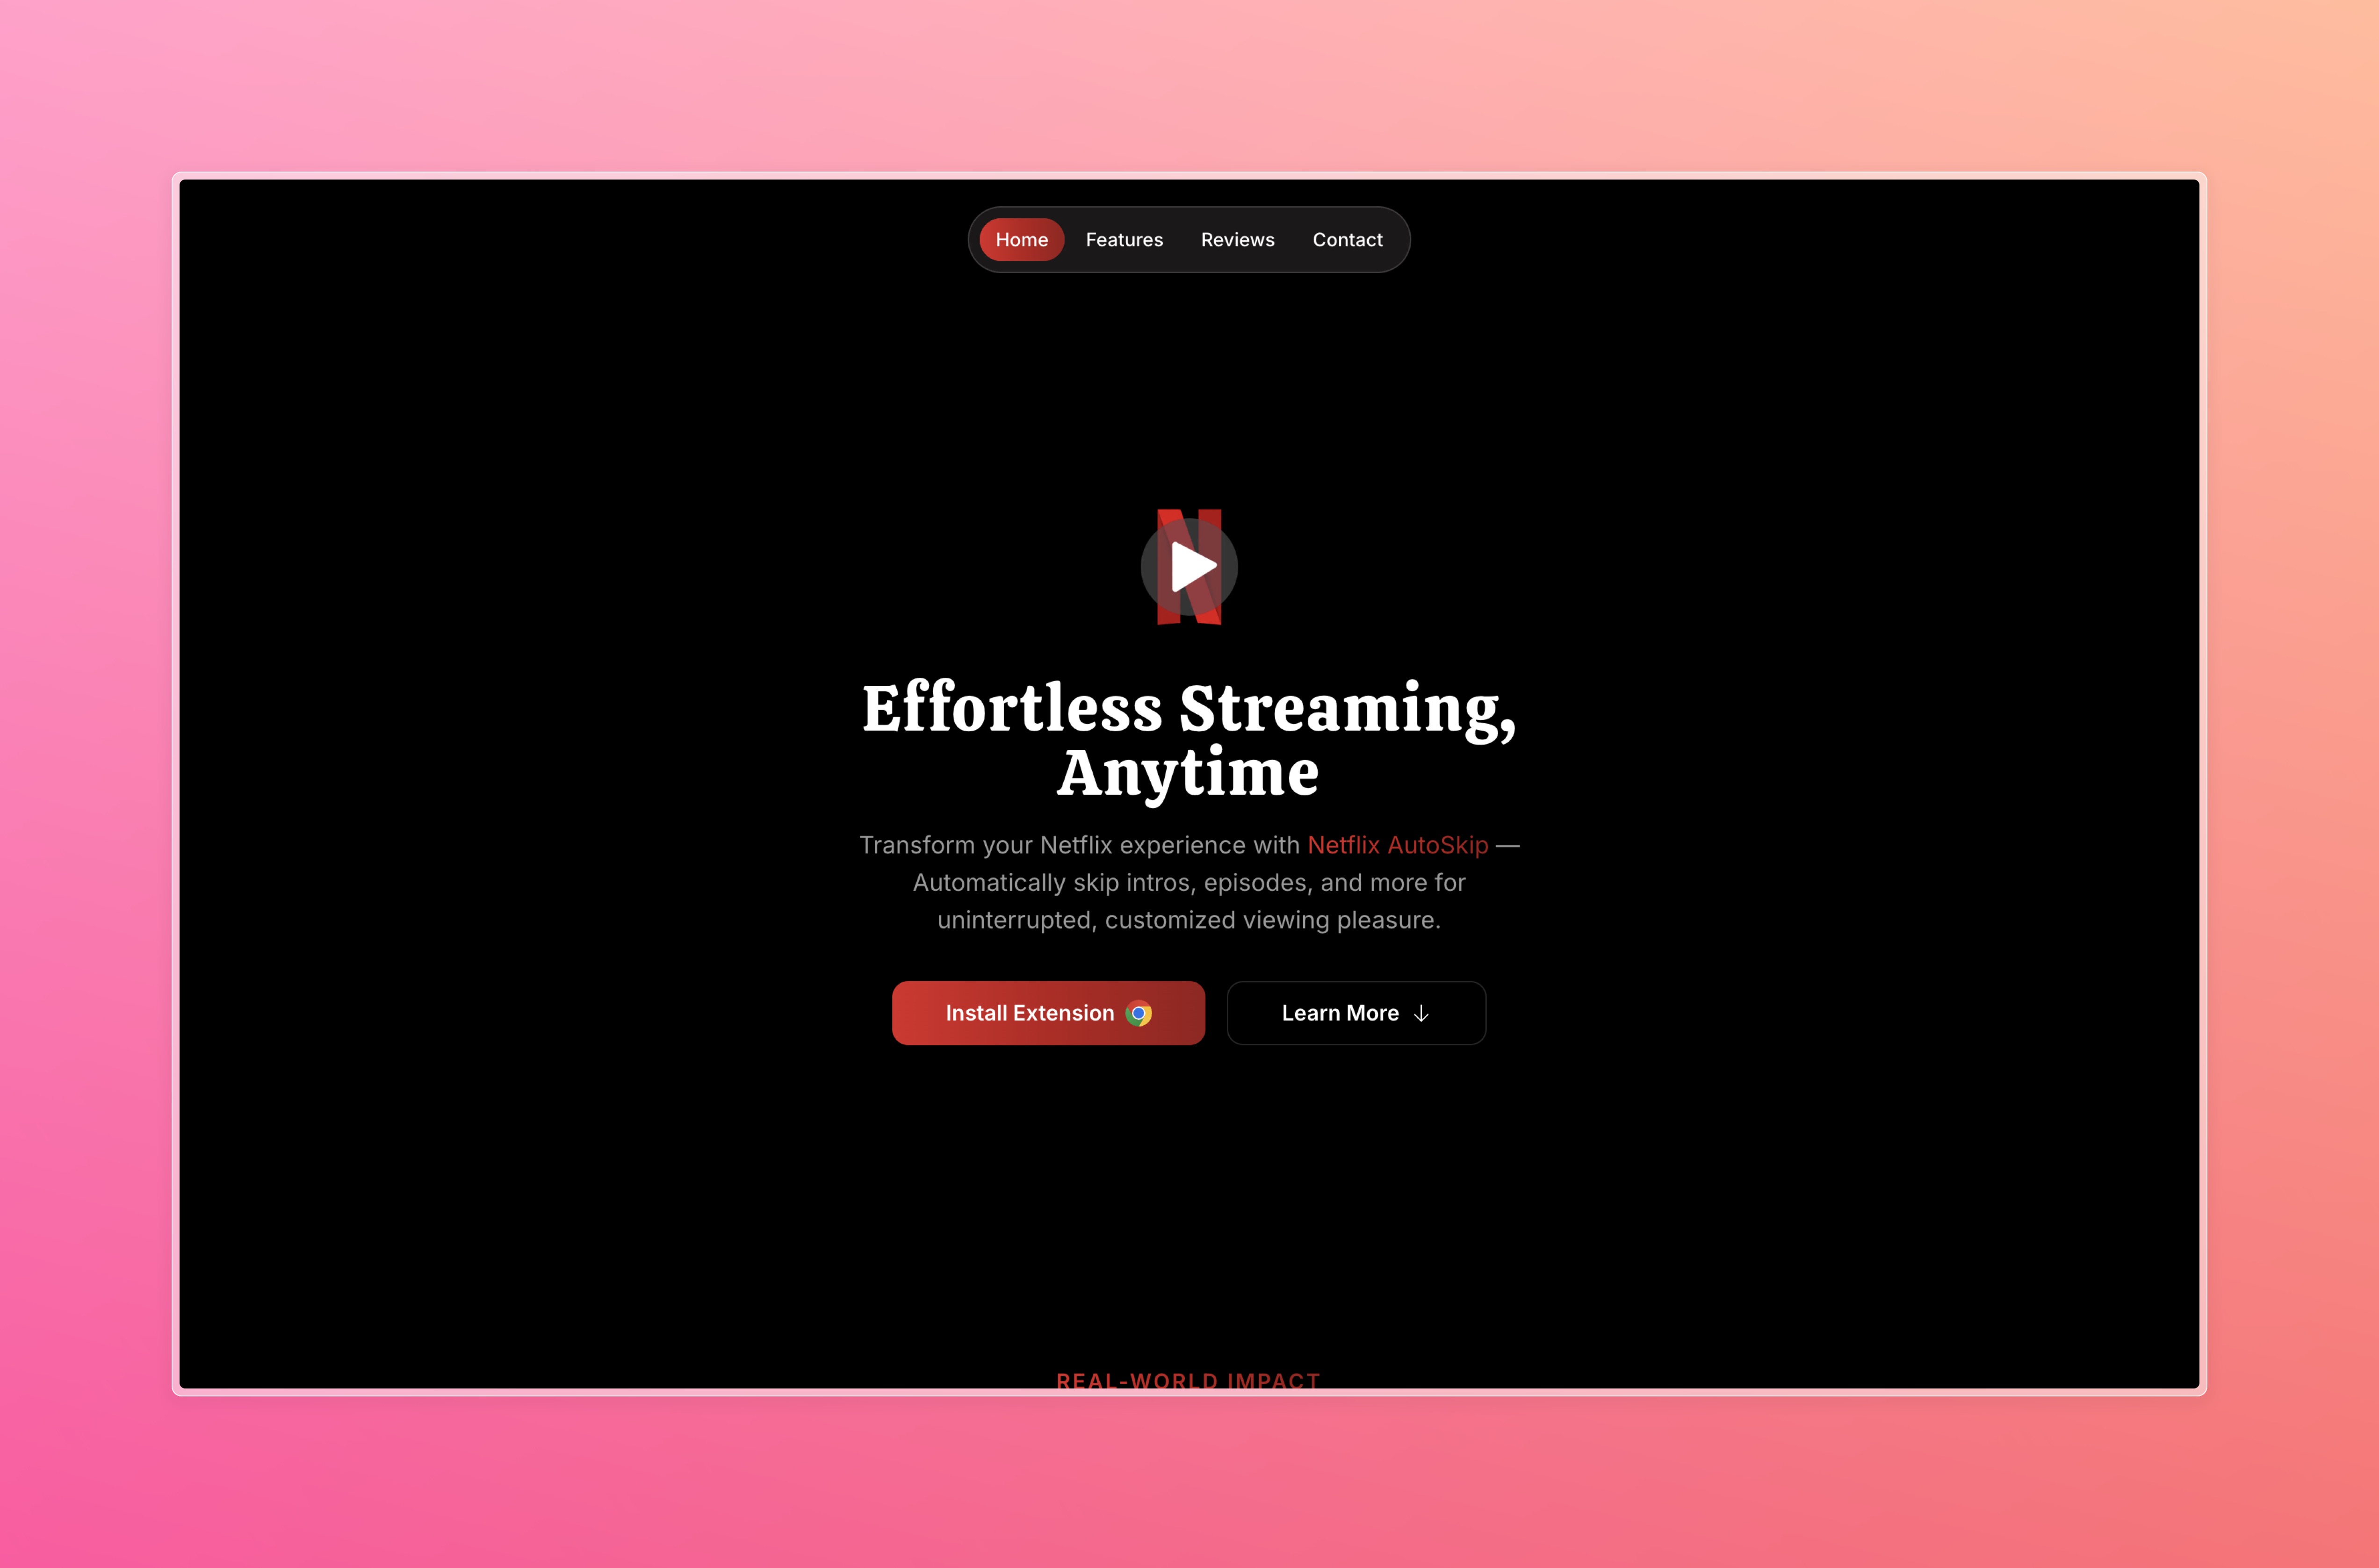 Home Features Reviews Contact
Effortless Streaming,
Anytime
Transform your Netflix experience with Netflix AutoSkip —
Automatically skip intros, episodes, and more for
uninterrupted, customized viewing pleasure.
Install Extension Learn More ↓
REAL-WORLD IMPACT